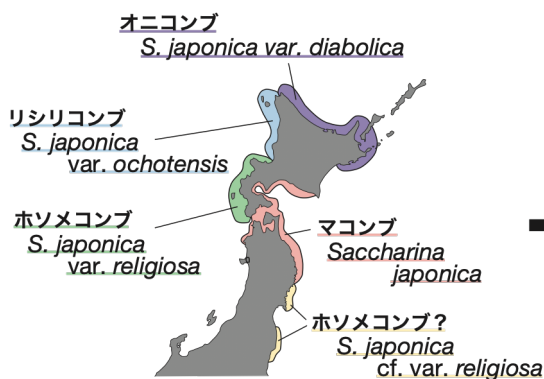 オニコンブ
S. japonica var. diabolica
リシリコンブ
S. japonica
var. ochotensis
ホソメコンブ
S. japonica
var. religiosa
マコンブ
Saccharina
japonica
ホソメコンブ？
S. japonica
cf. var. religiosa